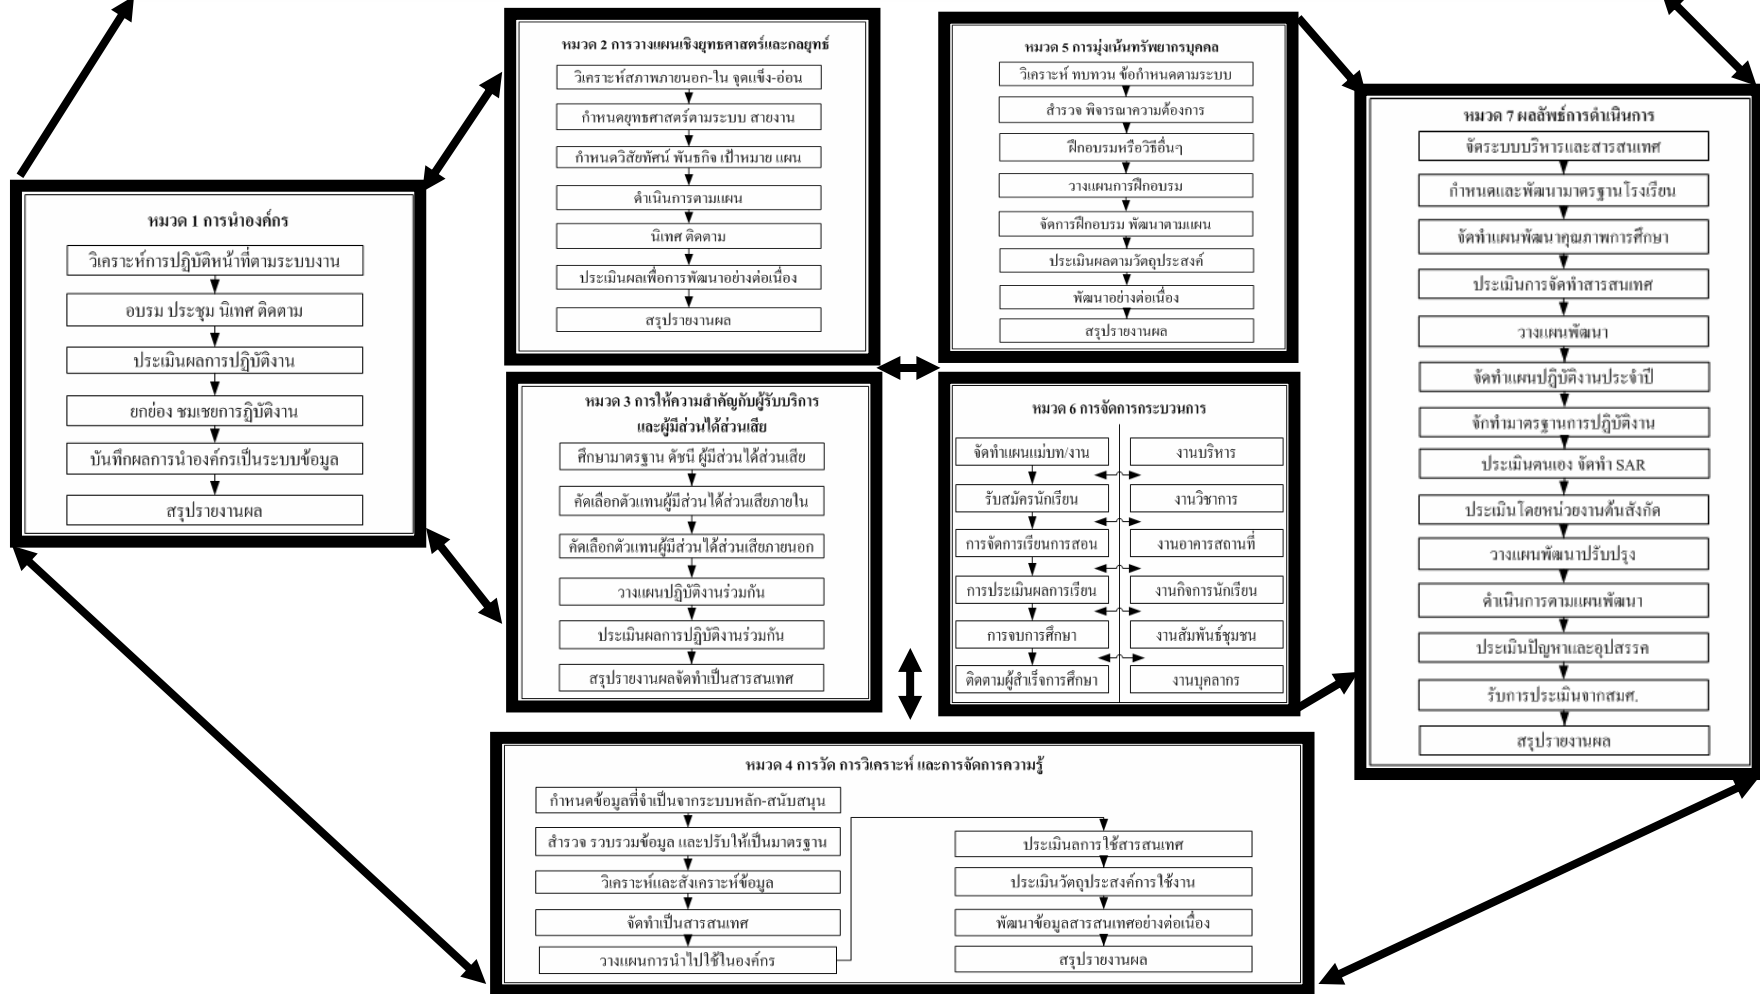 หมวด 1 การนำองค์กร
วิเคราะห์การปฏิบัติหน้าที่ตามระบบงาน
อบรม ประชุม นิเทศ ติดตาม
ประเมินผลการปฏิบัติงาน
ยกย่อง ชมเชยการฏิบัติงาน
บันทึกผลการนำองค์กรเป็นระบบข้อมูล
สรุปรายงานผล
หมวด 2 การวางแผนเชิงยุทธศาสตร์และกลยุทธ์
วิเคราะห์สภาพภายนอก-ใน จุดแข็ง-อ่อน
กำหนดยุทธศาสตร์ตามระบบ สายงาน
กำหนดวิสัยทัศน์ พันธกิจ เป้าหมาย แผน
ดำเนินการตามแผน
นิเทศ ติดตาม
ประเมินผลเพื่อการพัฒนาอย่างต่อเนื่อง
สรุปรายงานผล
หมวด 3 การให้ความสำคัญกับผู้รับบริการ
และผู้มีส่วนได้ส่วนเสีย
ศึกษามาตรฐาน ดัชนี ผู้มีส่วนได้ส่วนเสีย
คัดเลือกตัวแทนผู้มีส่วนได้ส่วนเสียภายใน
คัดเลือกตัวแทนผู้มีส่วนได้ส่วนเสียภายนอก
วางแผนปฏิบัติงานร่วมกัน
ประเมินผลการปฏิบัติงานร่วมกัน
สรุปรายงานผลจัดทำเป็นสารสนเทศ
หมวด 5 การมุ่งเน้นทรัพยากรบุคคล
วิเคราะห์ ทบทวน ข้อกำหนดตามระบบ
สำรวจ พิจารณาความต้องการ
ฝึกอบรมหรือวิธีอื่นๆ
วางแผนการฝึกอบรม
จัดการฝึกอบรม พัฒนาตามแผน
ประเมินผลตามวัตถุประสงค์
พัฒนาอย่างต่อเนื่อง
สรุปรายงานผล
หมวด 6 การจัดการกระบวนการ
จัดทำแผนแม่บท/งาน
รับสมัครนักเรียน
การจัดการเรียนการสอน
การประเมินผลการเรียน
การจบการศึกษา
ติดตามผู้สำเร็จการศึกษา
งานบริหาร
งานวิชาการ
งานอาคารสถานที่
งานกิจการนักเรียน
งานสัมพันธ์ชุมชน
งานบุคลากร
หมวด 7 ผลลัพธ์การดำเนินการ
จัดระบบบริหารและสารสนเทศ
กำหนดและพัฒนามาตรฐานโรงเรียน
จัดทำแผนพัฒนาคุณภาพการศึกษา
ประเมินการจัดทำสารสนเทศ
วางแผนพัฒนา
จัดทำแผนปฏิบัติงานประจำปี
จักทำมาตรฐานการปฏิบัติงาน
ประเมินตนเอง จัดทำ SAR
ประเมินโดยหน่วยงานต้นสังกัด
วางแผนพัฒนาปรับปรุง
ดำเนินการตามแผนพัฒนา
ประเมินปัญหาและอุปสรรค
รับการประเมินจากสมศ.
สรุปรายงานผล
หมวด 4 การวัด การวิเคราะห์ และการจัดการความรู้
กำหนดข้อมูลที่จำเป็นจากระบบหลัก-สนับสนุน
สำรวจ รวบรวมข้อมูล และปรับให้เป็นมาตรฐาน
วิเคราะห์และสังเคราะห์ข้อมูล
จัดทำเป็นสารสนเทศ
วางแผนการนำไปใช้ในองค์กร
ประเมินลการใช้สารสนเทศ
ประเมินวัตถุประสงค์การใช้งาน
พัฒนาข้อมูลสารสนเทศอย่างต่อเนื่อง
สรุปรายงานผล